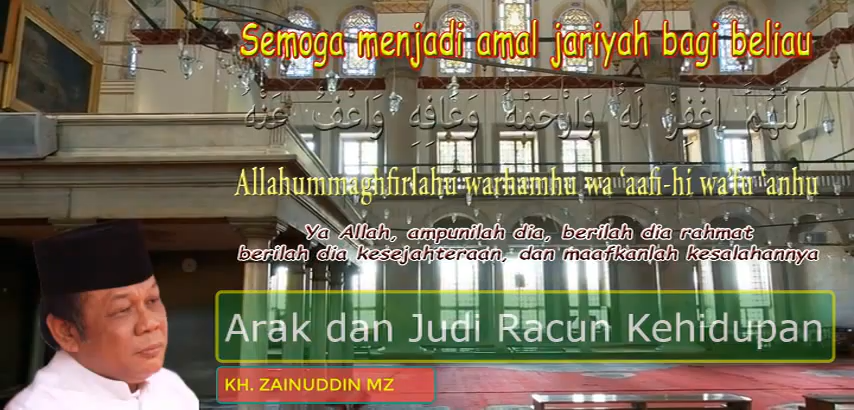 Semoga menjadi amal jariyah bagi beliau
اَللّٰهُمَّ اغْفِرْ لَهُ وَارْحَمْهُ وَعَافِهِ وَاعْفُ عَنْهُ
Allahummaghfirlahu warhamhu wa ‘aafi-hi wa’fu ‘anhu
Ya Allah, ampunilah dia, berilah dia rahmat
berilah dia kesejahteraan, dan maafkanlah kesalahannya
Arak dan Judi Racun Kehidupan
KH. ZAINUDDIN MZ